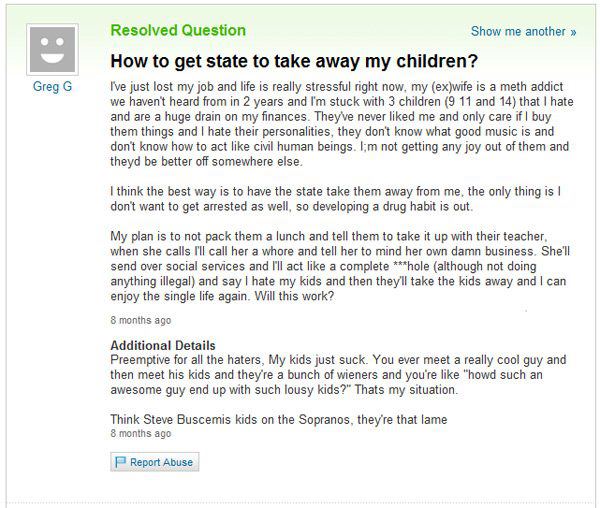 Resolved Question
Show me another »
How to get state to take away my children?
Greg G
I've just lost my job and life is really stressful right now, my (ex)wife is a meth addict
we haven't heard from in 2 years and I'm stuck with 3 children (9 11 and 14) that I hate
and are a huge drain on my finances. They've never liked me and only care if I buy
them things and I hate their personalities, they don't know what good music is and
don't know how to act like civil human beings. I;m not getting any joy out of them and
theyd be better off somewhere else.
I think the best way is to have the state take them away from me, the only thing is I
don't want to get arrested as well, so developing a drug habit is out.
My plan is to not pack them a lunch and tell them to take it up with their teacher,
when she calls I'll call her a whore and tell her to mind her own damn business. She'll
send over social services and I'll act like a complete ***hole (although not doing
anything illegal) and say I hate my kids and then they'll take the kids away and I can
enjoy the single life again. Will this work?
8 months ago
Additional Details
Preemptive for all the haters, My kids just suck. You ever meet a really cool guy and
then meet his kids and they're a bunch of wieners and you're like "howd such an
awesome guy end up with such lousy kids?" Thats my situation.
Think Steve Buscemis kids on the Sopranos, they're that lame
8 months ago
Report Abuse